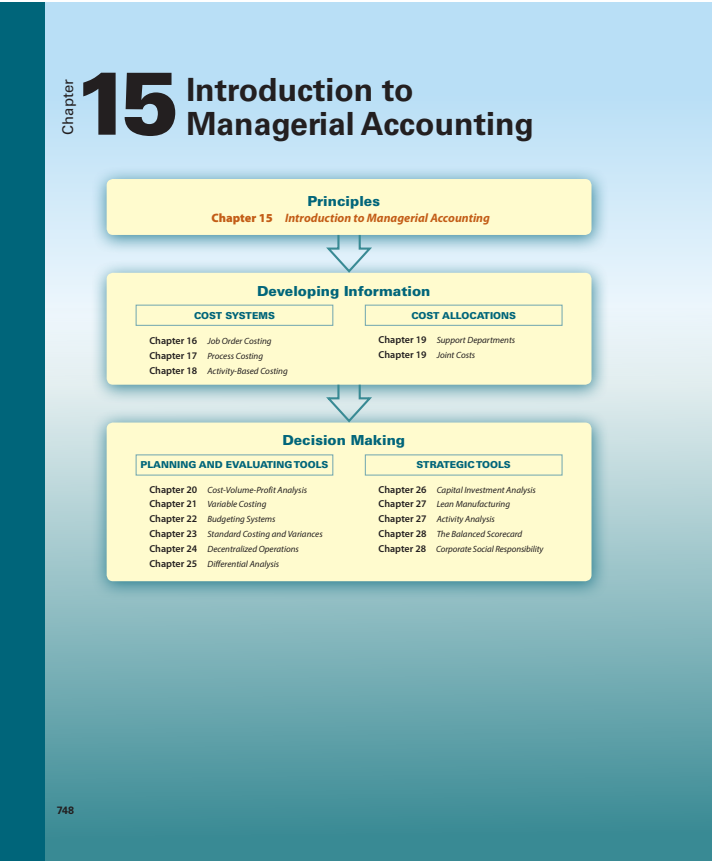 Chapter
15
Introduction to
Managerial Accounting
Principles
Chapter 15 Introduction to Managerial Accounting
Developing Information
COST SYSTEMS
Chapter 16 Job Order Costing
Chapter 17 Process Costing
Chapter 18 Activity-Based Costing
COST ALLOCATIONS
Chapter 19 Support Departments
Chapter 19 Joint Costs
Decision Making
PLANNING AND EVALUATING TOOLS
Chapter 20 Cost-Volume-Profit Analysis
Chapter 21 Variable Costing
Chapter 22 Budgeting Systems
Chapter 23 Standard Costing and Variances
Chapter 24 Decentralized Operations
Chapter 25 Differential Analysis
STRATEGIC TOOLS
Chapter 26 Capital Investment Analysis
Chapter 27 Lean Manufacturing
Chapter 27 Activity Analysis
Chapter 28 The Balanced Scorecard
Chapter 28 Corporate Social Responsibility
748